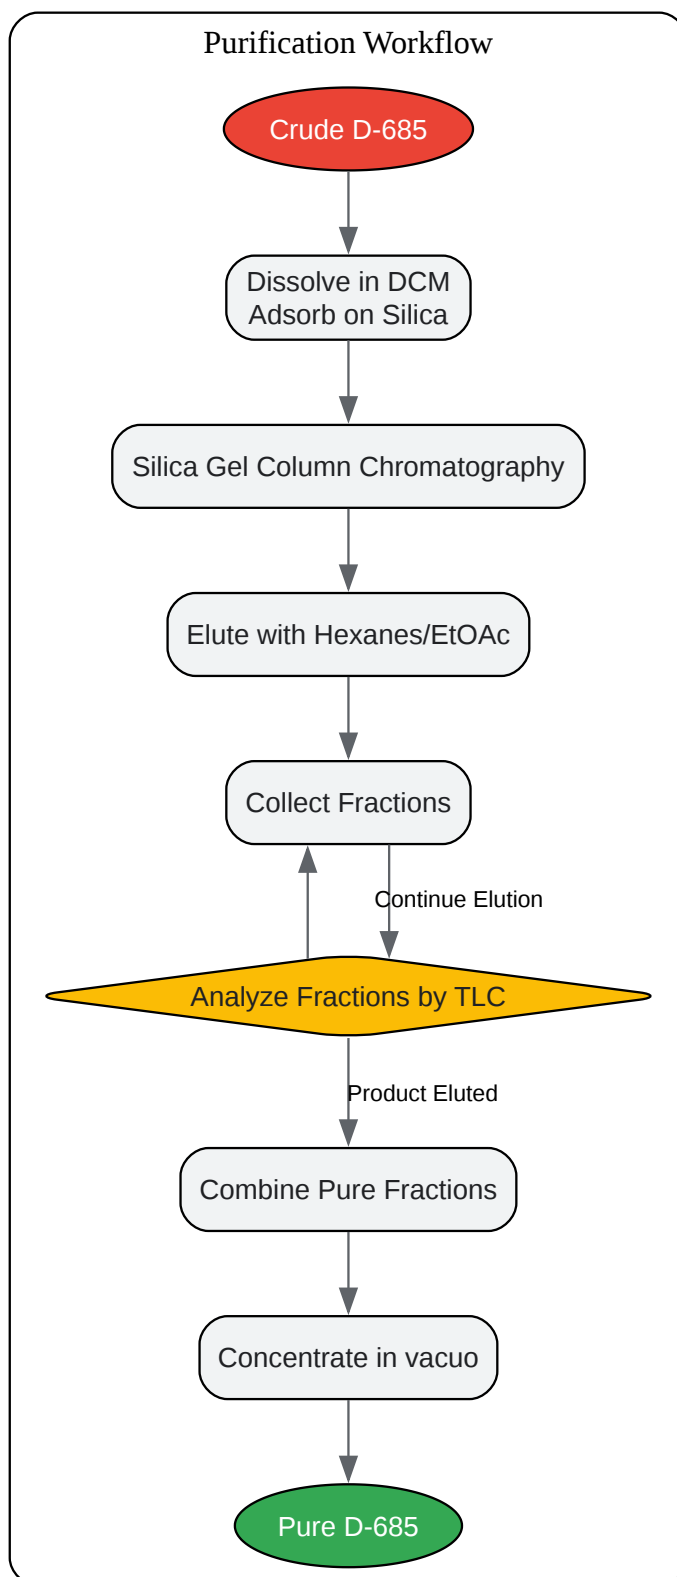 Purification Workflow
Crude D-685
Dissolve in DCM
Adsorb on Silica
Silica Gel Column Chromatography
Elute with Hexanes/EtOAc
Collect Fractions
Continue Elution
Analyze Fractions by TLC
Product Eluted
Combine Pure Fractions
Concentrate in vacuo
Pure D-685